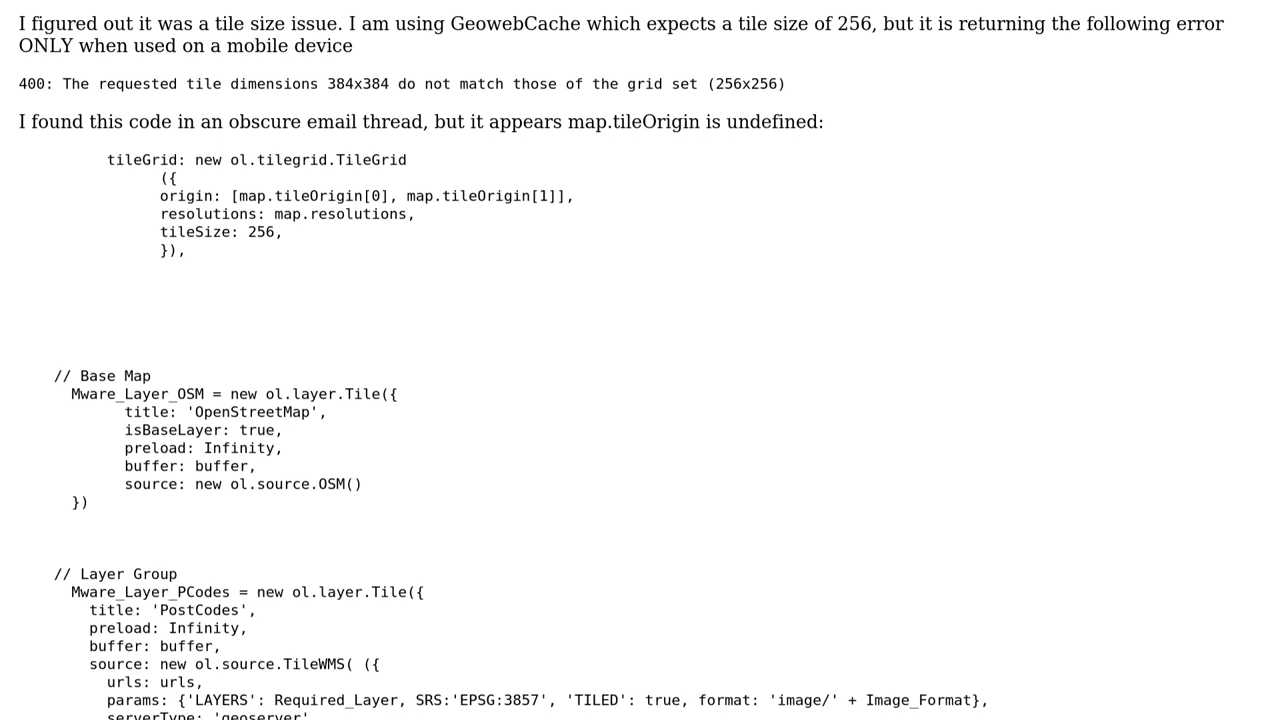 I figured out it was a tile size issue. I am using GeowebCache which expects a tile size of 256, but it is returning the following error
ONLY when used on a mobile device
400: The requested tile dimensions 384x384 do not match those of the grid set (256x256)
I found this code in an obscure email thread, but it appears map.tileOrigin is undefined:
tileGrid: new ol.tilegrid.TileGrid
({
origin: [map.tileOrigin[0], map.tileOrigin[1]],
resolutions: map.resolutions,
tileSize: 256,
}),
// Base Map
Mware_Layer_OSM = new ol.layer.Tile({
title: 'OpenStreetMap',
isBaseLayer: true,
preload: Infinity,
buffer: buffer,
source: new ol.source.OSM()
})
// Layer Group
Mware_Layer_PCodes = new ol.layer.Tile({
title: 'PostCodes',
preload: Infinity,
buffer: buffer,
source: new ol.source.TileWMS( ({
urls: urls,
params: {'LAYERS': Required_Layer, SRS:'EPSG:3857', 'TILED': true, format: 'image/' + Image_Format},
serverType: 'geoserver'